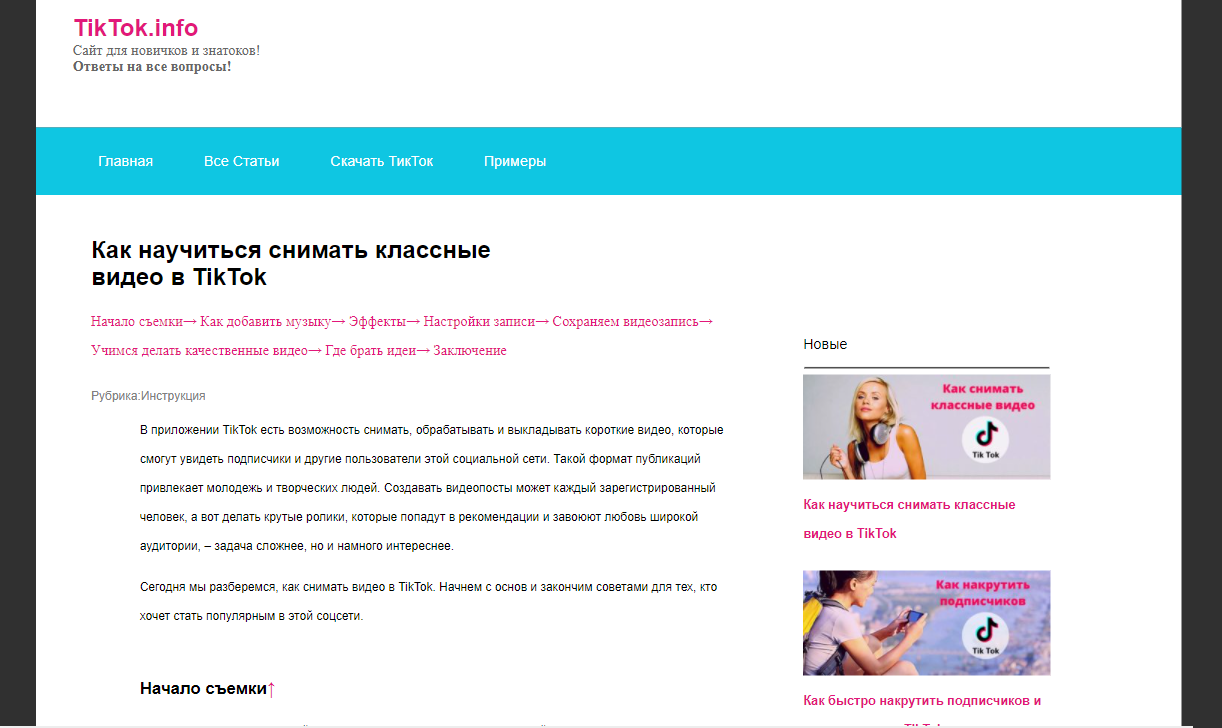 TikTok.info
Сайт для новичков и знатоков!
Ответы на все вопросы!
Главная
Все Статьи
Скачать ТикТок
Примеры
Как научиться снимать классные
видео в TikTok
Начало съемки→ Как добавить музыку→ Эффекты→ Настройки записи→ Сохраняем видеозапись→
Учимся делать качественные видео→ Где брать идеи→ Заключение
Рубрика:Инструкция
В приложении TikTok есть возможность снимать, обрабатывать и выкладывать короткие видео, которые
смогут увидеть подписчики и другие пользователи этой социальной сети. Такой формат публикаций
привлекает молодежь и творческих людей. Создавать видеопосты может каждый зарегистрированный
человек, а вот делать крутые ролики, которые попадут в рекомендации и завоюют любовь широкой
аудитории, – задача сложнее, но и намного интереснее.
Сегодня мы разберемся, как снимать видео в TikTok. Начнем с основ и закончим советами для тех, кто
хочет стать популярным в этой соцсети.
Начало съемки↑
Новые
Как снимать
классные видео
Tik Tok
Как научиться снимать классные
видео в TikTok
Как накрутить
подписчиков
Tik Tok
Как быстро накрутить подписчиков и